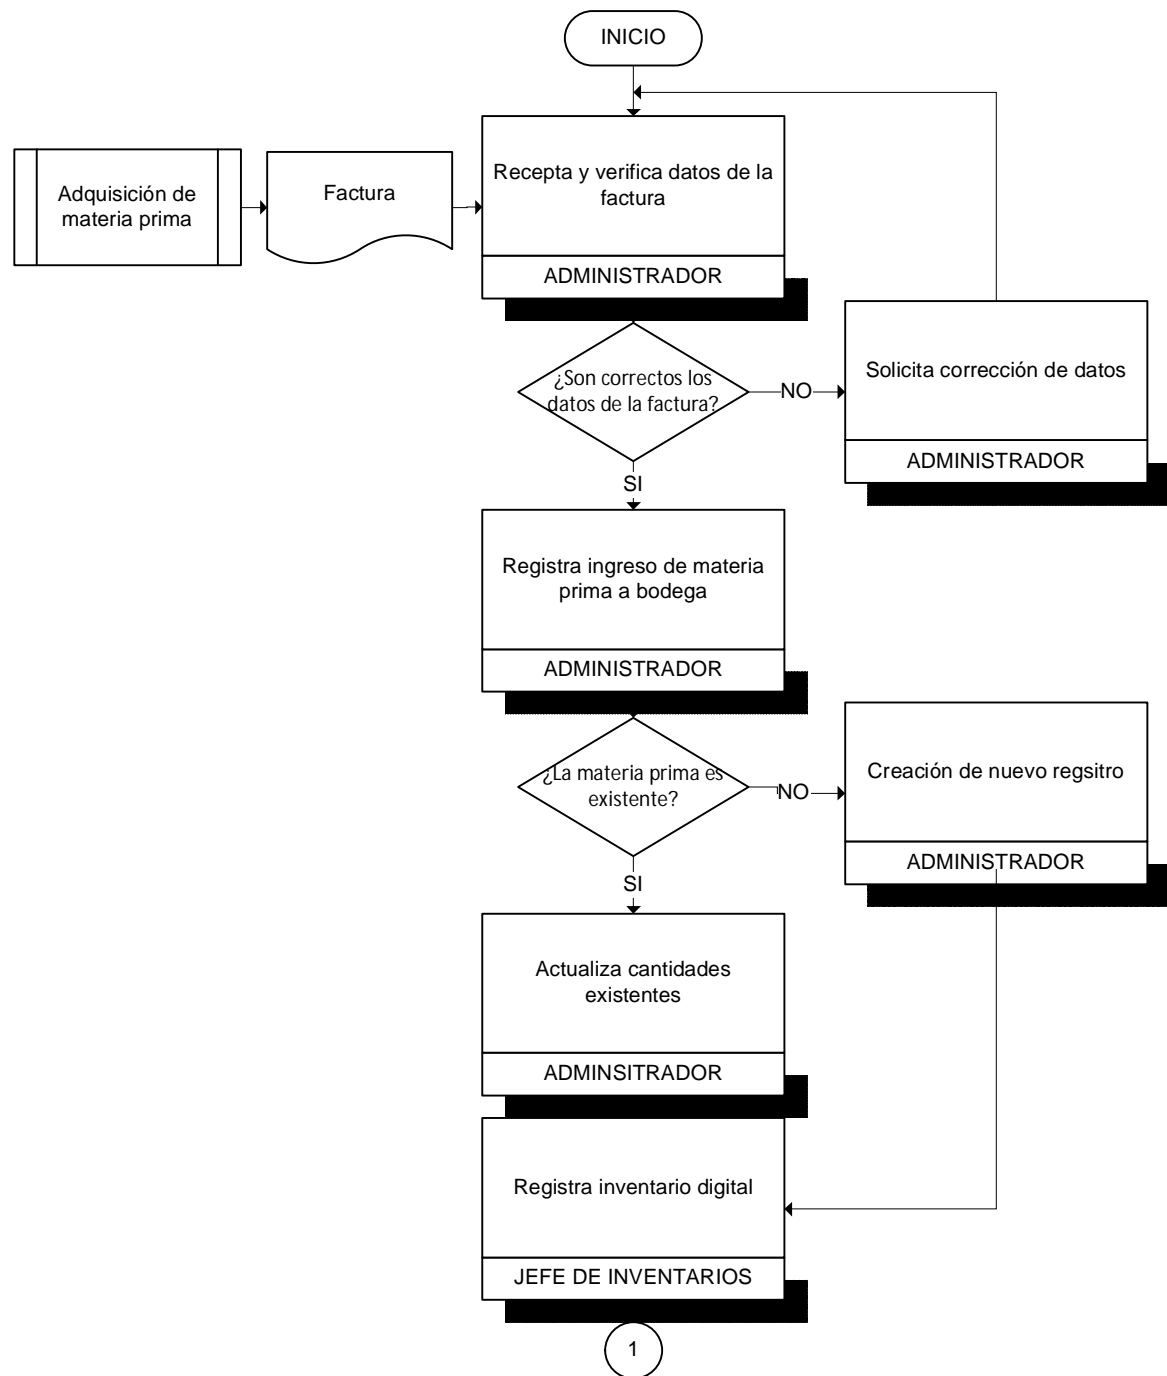 INICIO
Adquisición de
materia prima
Factura
Recepta y verifica datos de la
factura
ADMINISTRADOR
¿Son correctos los
datos de la factura?
NO
Solicita corrección de datos
ADMINISTRADOR
SI
Registra ingreso de materia
prima a bodega
ADMINISTRADOR
¿La materia prima es
existente?
NO
Creación de nuevo regsitro
ADMINISTRADOR
SI
Actualiza cantidades
existentes
ADMINSITRADOR
Registra inventario digital
JEFE DE INVENTARIOS
1